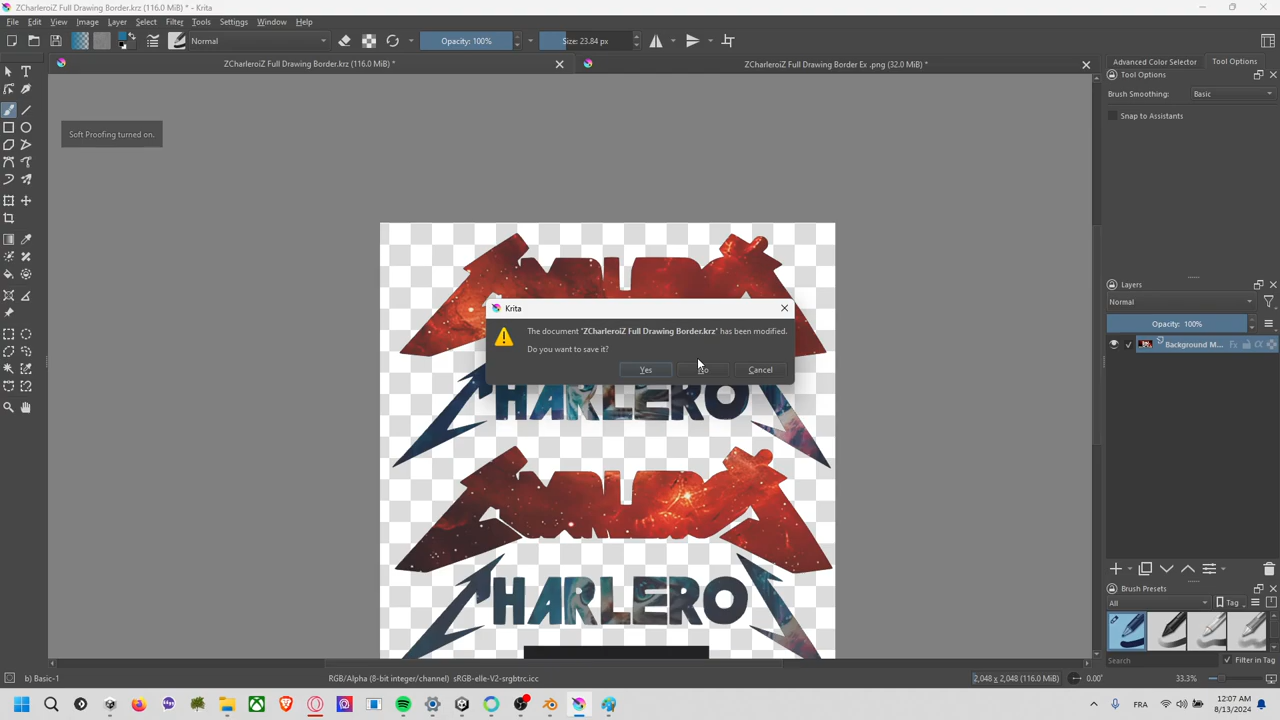 ZCharleroiZ Full Drawing Border.krz (116.0 MiB) * - Krita
File Edit View Image Layer Select Filter Tools Settings Window Help
Normal Opacity: 100% Size: 23.84 px
ZCharleroiZ Full Drawing Border.krz (116.0 MiB) *
ZCharleroiZ Full Drawing Border Ex .png (32.0 MiB) *
Advanced Color Selector Tool Options
Tool Options
Brush Smoothing: Basic
Snap to Assistants
Soft Proofing turned on.
Krita
The document 'ZCharleroiZ Full Drawing Border.krz' has been modified.
Do you want to save it?
Yes No Cancel
HARLERO
HARLERO
Layers
Normal
Opacity: 100%
Background M... fx α
Brush Presets
All Tag
Search Filter in Tag
b) Basic-1 RGB/Alpha (8-bit integer/channel) sRGB-elle-V2-srgbtrc.icc 2,048 x 2,048 (116.0 MiB) 0.00° 33.3%
FRE 12:07 AM
8/13/2024